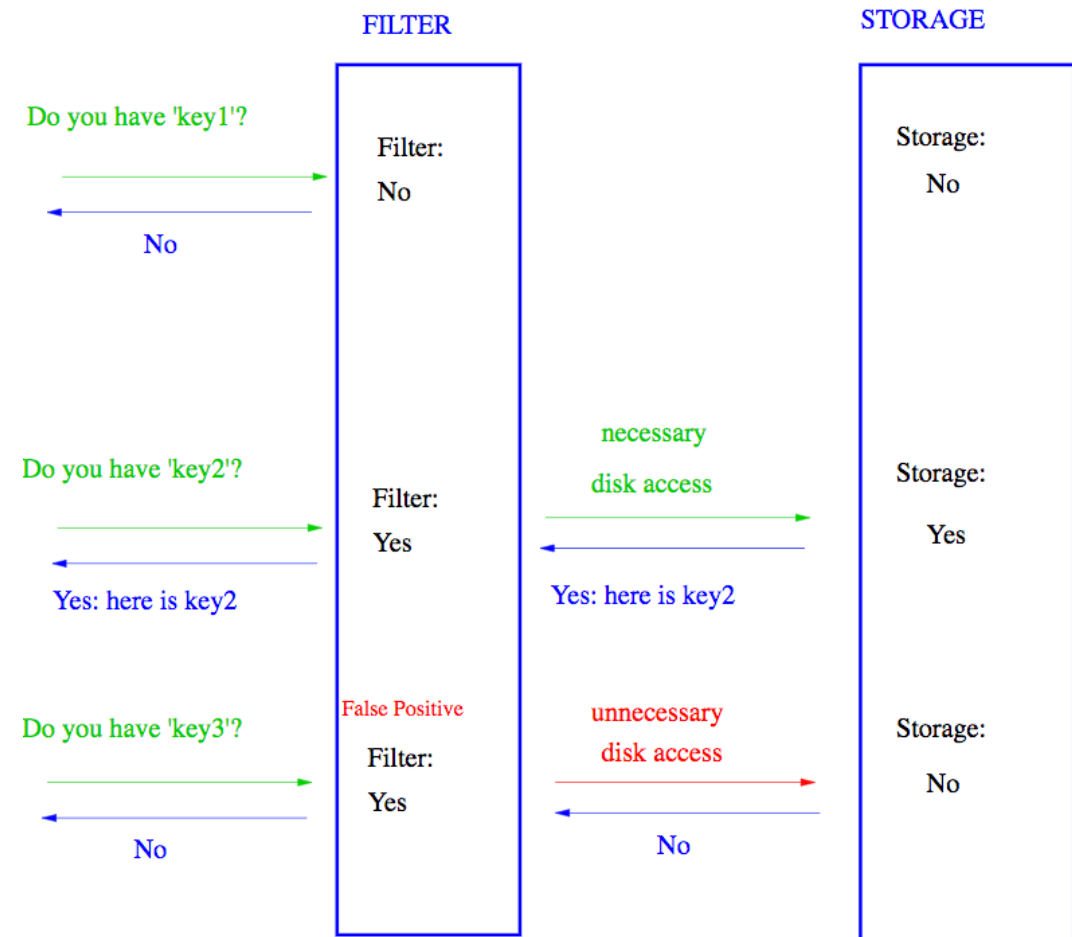 FILTER
STORAGE
Do you have 'key1'?
Filter:
No
Storage:
No
No
necessary
disk access
Do you have 'key2'?
Filter:
Yes
Storage:
Yes
Yes: here is key2
Yes: here is key2
False Positive
unnecessary
disk access
Do you have 'key3'?
Filter:
Yes
Storage:
No
No
No